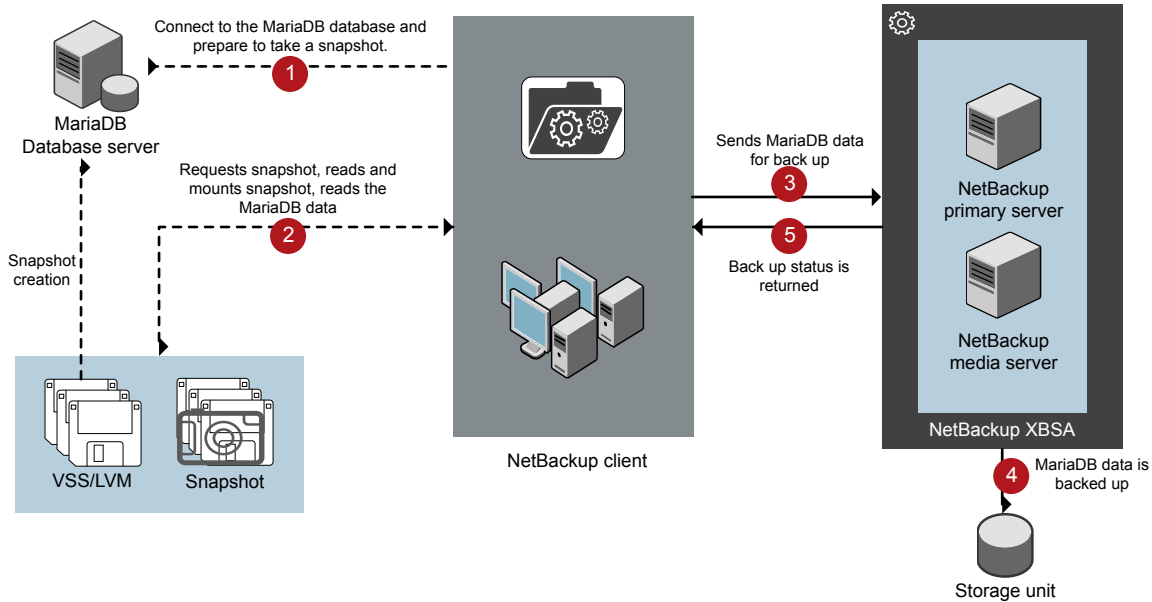 Connect to the MariaDB database and
prepare to take a snapshot.
1
MariaDB
Database server
Requests snapshot, reads and
mounts snapshot, reads the
MariaDB data
2
Snapshot
creation
VSS/LVM
Snapshot
NetBackup client
Sends MariaDB data
for back up
3
5
Back up status is
returned
NetBackup
primary server
NetBackup
media server
NetBackup XBSA
4
MariaDB data is
backed up
Storage unit